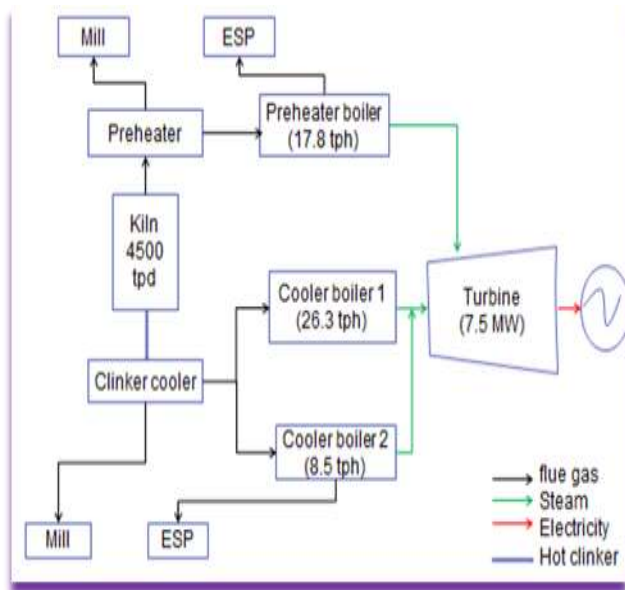 Mill
ESP
Preheater
Preheater boiler
(17.8 tph)
Kiln
4500
tpd
Cooler boiler 1
(26.3 tph)
Turbine
(7.5 MW)
Clinker cooler
Cooler boiler 2
(8.5 tph)
Mill
ESP
flue gas
Steam
Electricity
Hot clinker